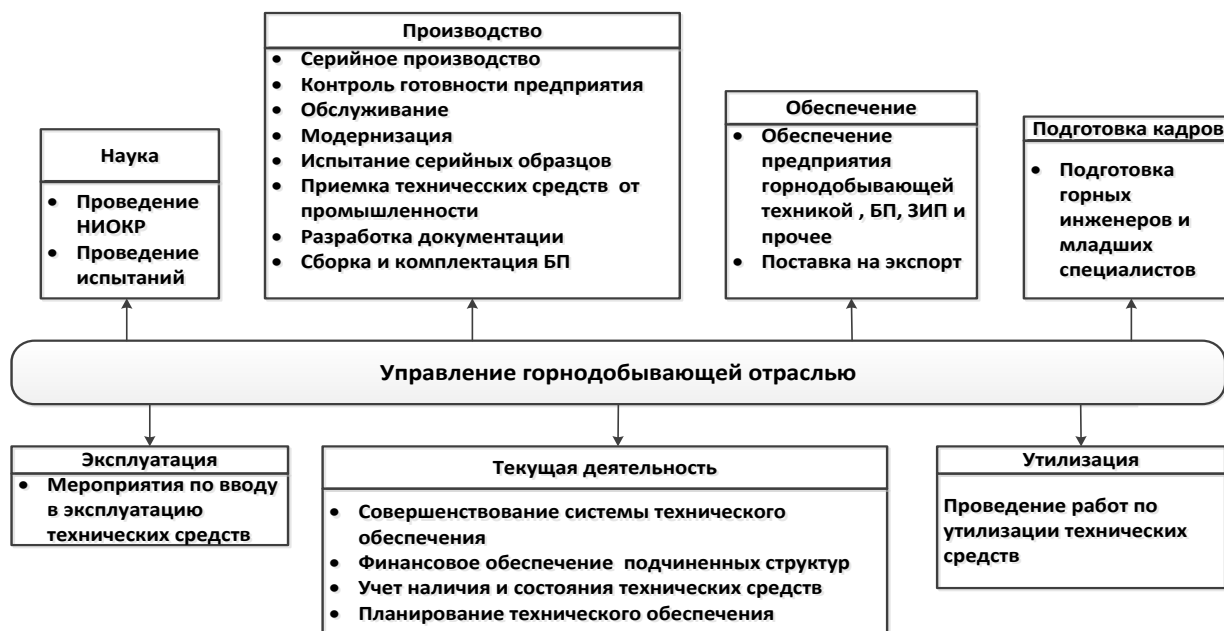 Производство
• Серийное производство
• Контроль готовности предприятия
• Обслуживание
• Модернизация
• Испытание серийных образцов
• Приемка техничесских средств от
промышленности
• Разработка документации
• Сборка и комплектация БП
Обеспечение
• Обеспечение
предприятия
горнодобывающей
техникой , БП, ЗИП и
прочее
• Поставка на экспорт
Подготовка кадров
• Подготовка
горных
инженеров и
младших
специалистов
Наука
• Проведение
НИОКР
• Проведение
испытаний
Управление горнодобывающей отраслью
Эксплуатация
• Мероприятия по вводу
в эксплуатацию
технических средств
Текущая деятельность
• Совершенствование системы технического
обеспечения
• Финансовое обеспечение подчиненных структур
• Учет наличия и состояния технических средств
• Планирование технического обеспечения
Утилизация
Проведение работ по
утилизации технических
средств